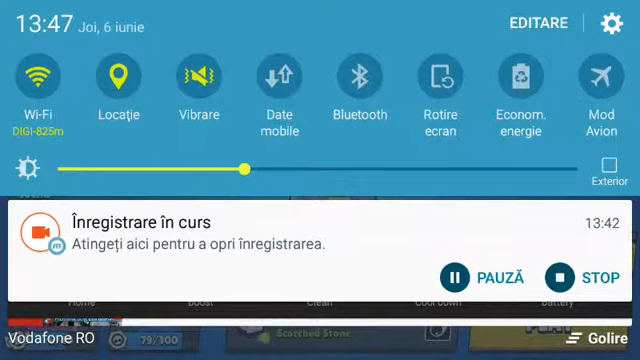 13:47 Joi, 6 iunie
EDITARE
Wi-Fi
DIGI-825m
Locaţie
Vibrare
Date
mobile
Bluetooth
Rotire
ecran
Econom.
energie
Mod
Avion
Exterior
Înregistrare în curs
13:42
Atingeți aici pentru a opri înregistrarea.
PAUZĂ
STOP
Home
Boost
Clean
Cool down
Battery
Vodafone RO
79/100
Scorched Stone
Golire